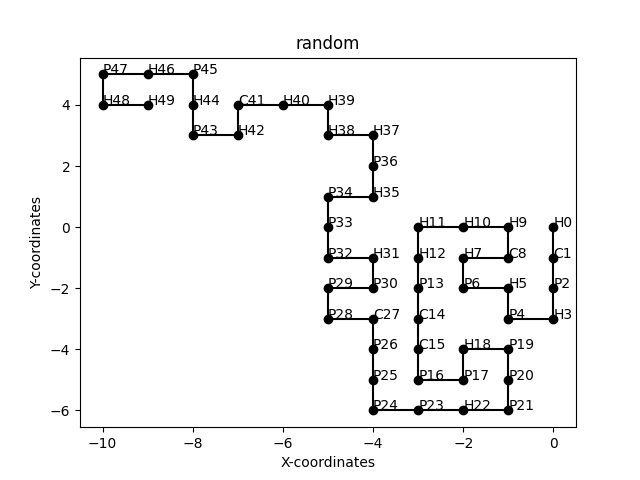 random
P47 H46 P45
H48 H49 H44 C41 H40 H39
P43 H42 H38 H37
P36
P34 H35
P33 H11 H10 H9 H0
P32 H31 H12 H7 C8 C1
P29 P30 P13 P6 H5 P2
P28 C27 C14 P4 H3
P26 C15 H18 P19
P25 P16 P17 P20
P24 P23 H22 P21
4
2
0
−2
−4
−6
Y-coordinates
−10 −8 −6 −4 −2 0
X-coordinates